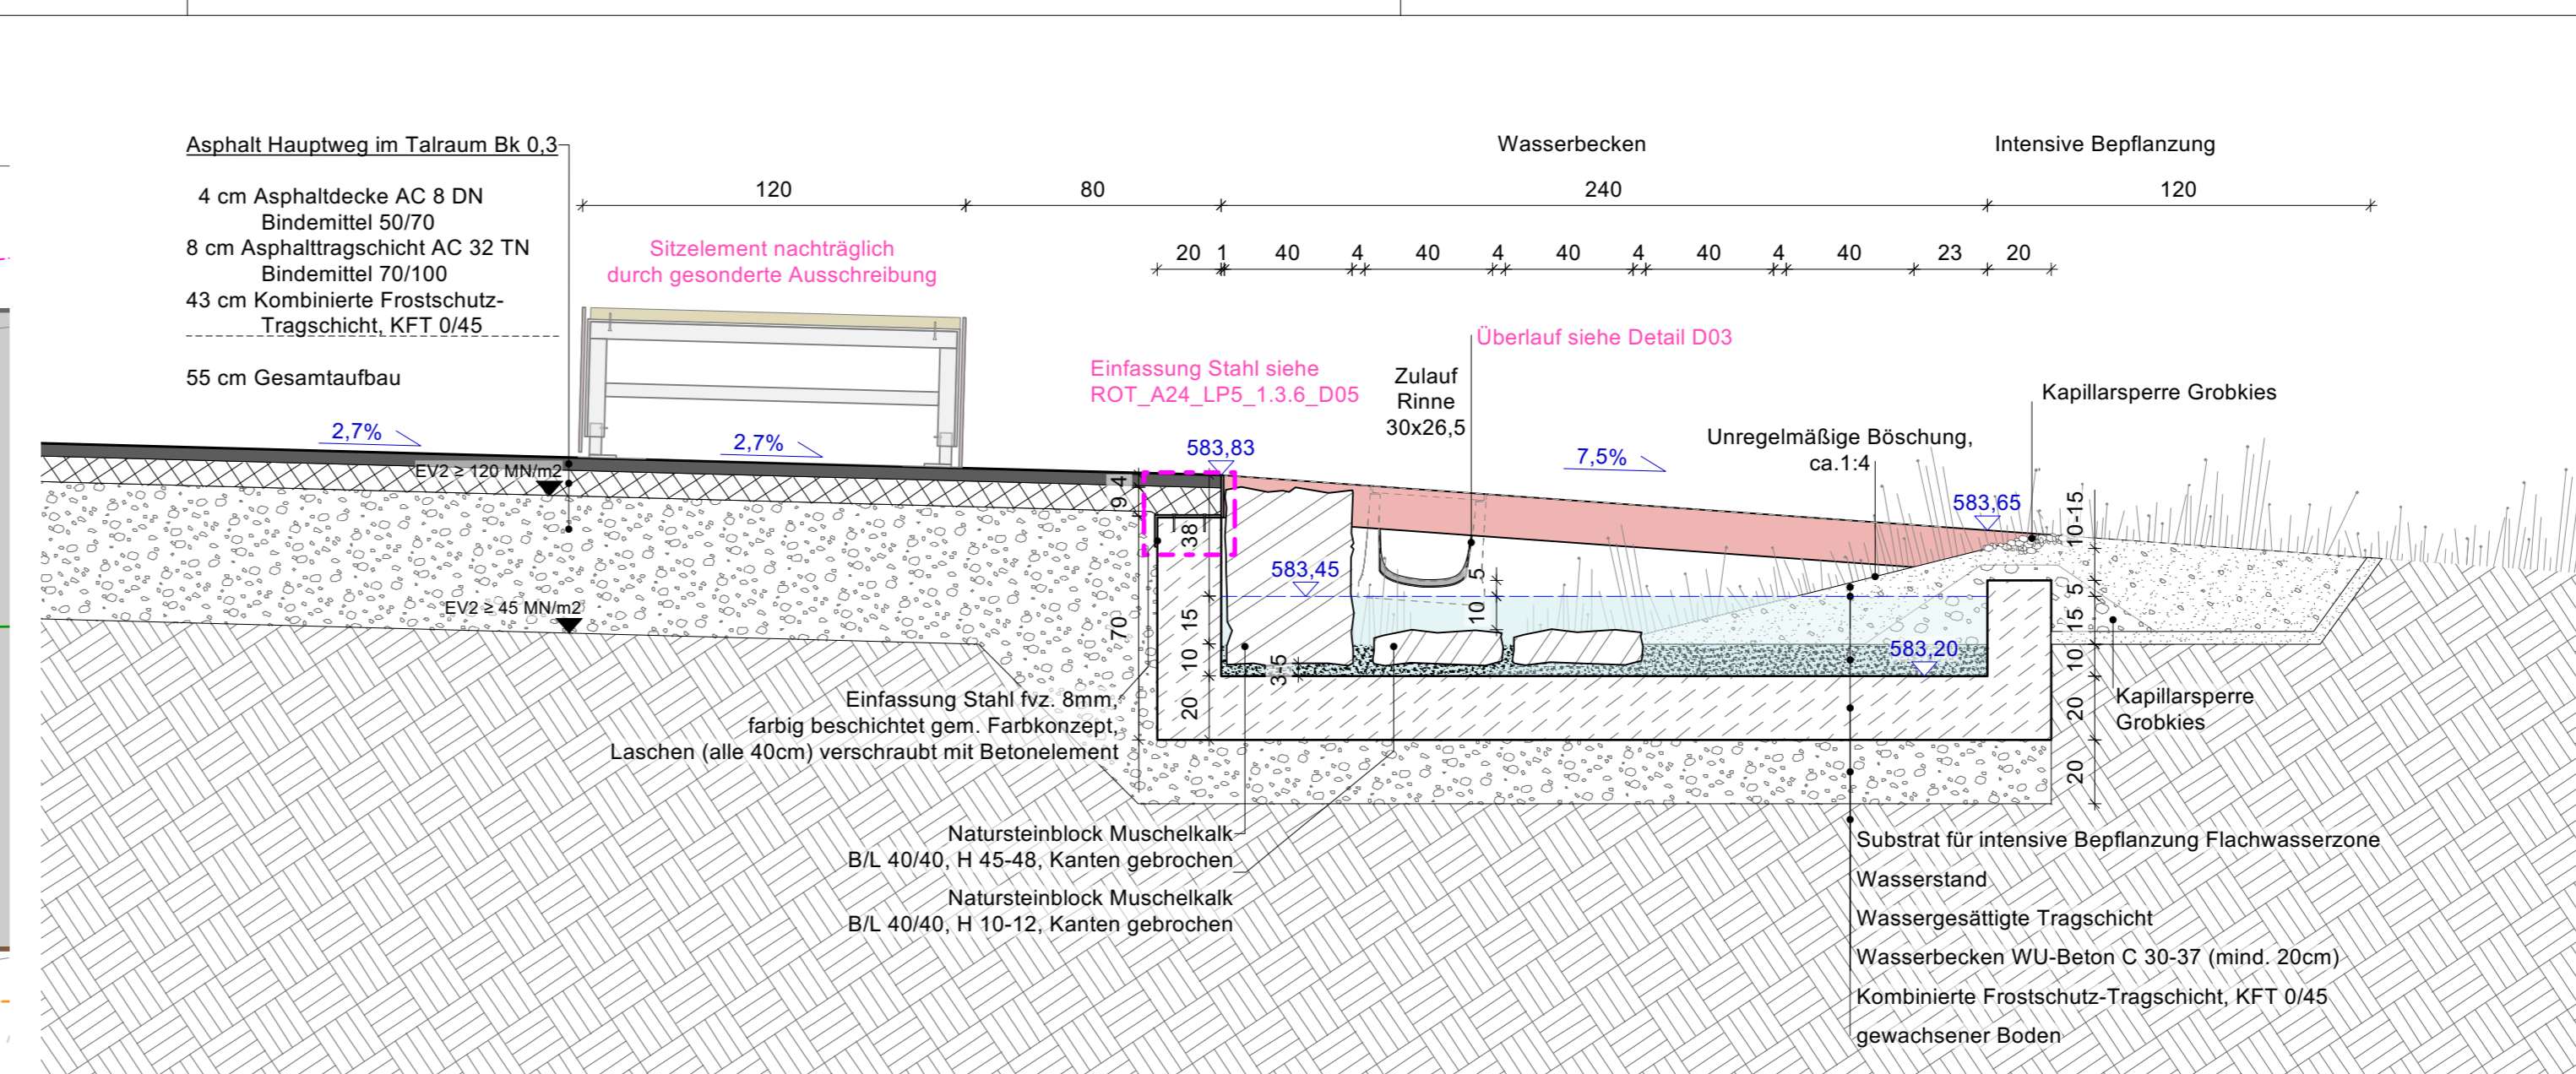 Asphalt Hauptweg im Talraum Bk 0,3
4 cm Asphaltdecke AC 8 DN
Bindemittel 50/70
8 cm Asphalttragschicht AC 32 TN
Bindemittel 70/100
43 cm Kombinierte Frostschutz-
Tragschicht, KFT 0/45
55 cm Gesamtaufbau
Wasserbecken
Intensive Bepflanzung
120
80
240
120
20 1 40 4 40 4 40 4 40 4 40 23 20
Sitzelement nachträglich
durch gesonderte Ausschreibung
Einfassung Stahl siehe
ROT_A24_LP5_1.3.6_D05
Überlauf siehe Detail D03
Zulauf
Rinne
30x26,5
Kapillarsperre Grobkies
Unregelmäßige Böschung,
ca.1:4
2,7%
2,7%
583,83
7,5%
583,65
EV2 ≥ 120 MN/m2
EV2 ≥ 45 MN/m2
583,45
583,20
4
9
38
70
15
10
20
3-5
5
10
10-15
5
15
10
20
20
Einfassung Stahl fvz. 8mm,
farbig beschichtet gem. Farbkonzept,
Laschen (alle 40cm) verschraubt mit Betonelement
Kapillarsperre
Grobkies
Natursteinblock Muschelkalk
B/L 40/40, H 45-48, Kanten gebrochen
Natursteinblock Muschelkalk
B/L 40/40, H 10-12, Kanten gebrochen
Substrat für intensive Bepflanzung Flachwasserzone
Wasserstand
Wassergesättigte Tragschicht
Wasserbecken WU-Beton C 30-37 (mind. 20cm)
Kombinierte Frostschutz-Tragschicht, KFT 0/45
gewachsener Boden